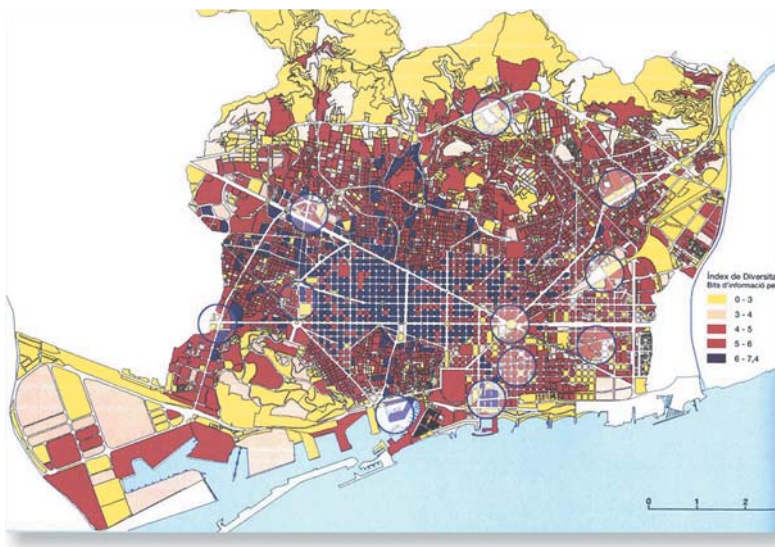 Índex de Diversita
Bits d'informació pe
0 - 3
3 - 4
4 - 5
5 - 6
6 - 7,4
0 1 2